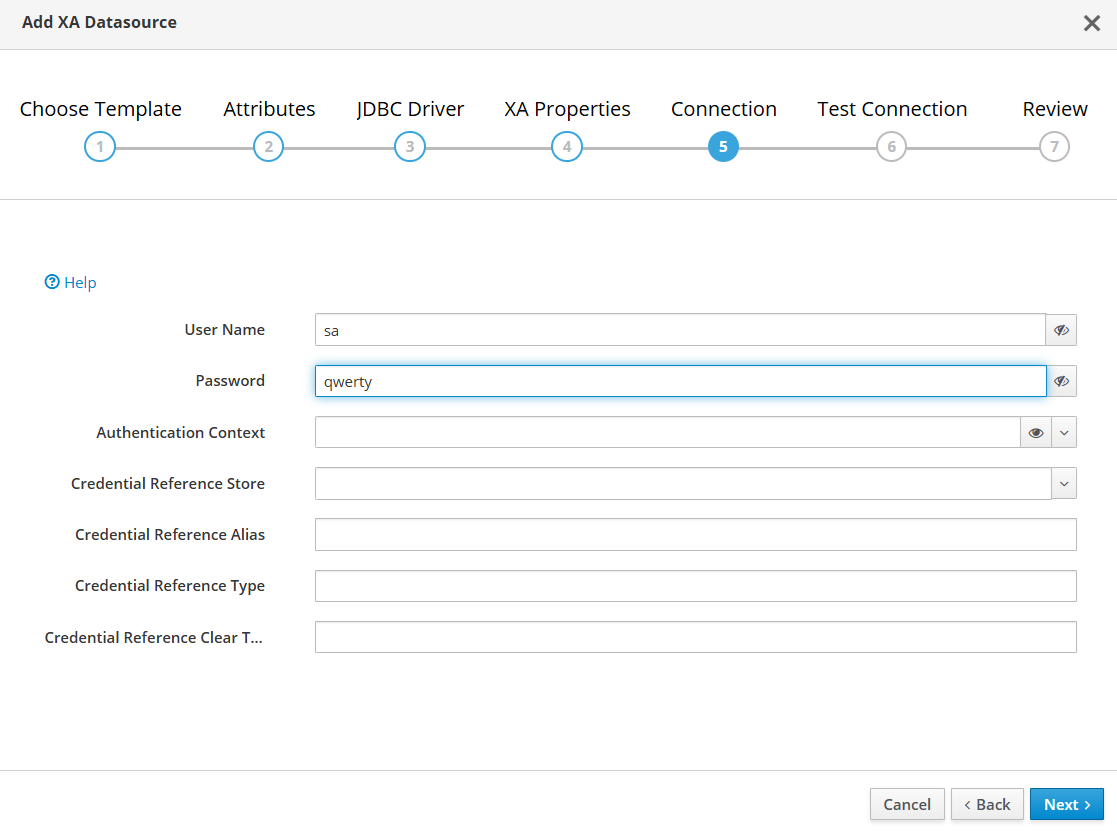 Add XA Datasource
Choose Template Attributes JDBC Driver XA Properties Connection Test Connection Review
1 2 3 4 5 6 7
Help
User Name sa
Password qwerty
Authentication Context
Credential Reference Store
Credential Reference Alias
Credential Reference Type
Credential Reference Clear T...
Cancel < Back Next >